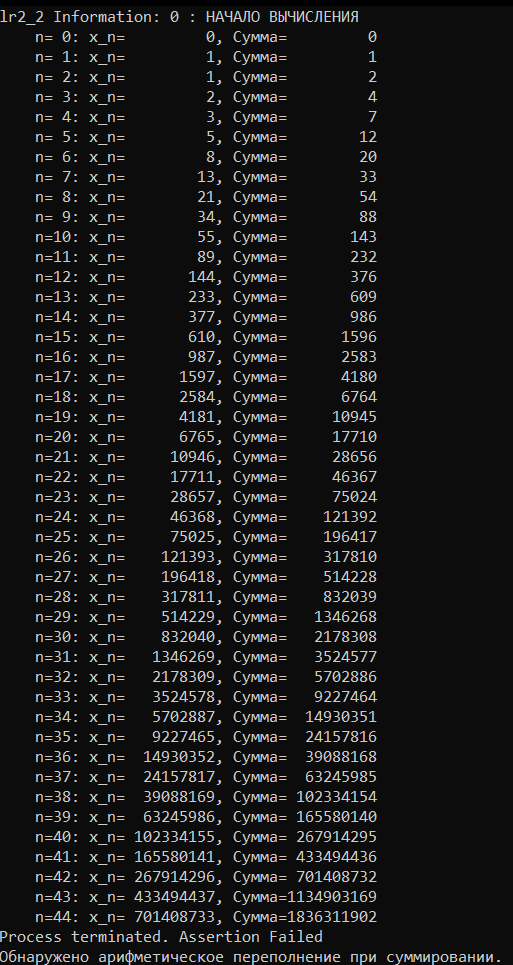 lr2_2 Information: 0 : НАЧАЛО ВЫЧИСЛЕНИЯ
    n= 0: x_n=         0, Сумма=         0
    n= 1: x_n=         1, Сумма=         1
    n= 2: x_n=         1, Сумма=         2
    n= 3: x_n=         2, Сумма=         4
    n= 4: x_n=         3, Сумма=         7
    n= 5: x_n=         5, Сумма=        12
    n= 6: x_n=         8, Сумма=        20
    n= 7: x_n=        13, Сумма=        33
    n= 8: x_n=        21, Сумма=        54
    n= 9: x_n=        34, Сумма=        88
    n=10: x_n=        55, Сумма=       143
    n=11: x_n=        89, Сумма=       232
    n=12: x_n=       144, Сумма=       376
    n=13: x_n=       233, Сумма=       609
    n=14: x_n=       377, Сумма=       986
    n=15: x_n=       610, Сумма=      1596
    n=16: x_n=       987, Сумма=      2583
    n=17: x_n=      1597, Сумма=      4180
    n=18: x_n=      2584, Сумма=      6764
    n=19: x_n=      4181, Сумма=     10945
    n=20: x_n=      6765, Сумма=     17710
    n=21: x_n=     10946, Сумма=     28656
    n=22: x_n=     17711, Сумма=     46367
    n=23: x_n=     28657, Сумма=     75024
    n=24: x_n=     46368, Сумма=    121392
    n=25: x_n=     75025, Сумма=    196417
    n=26: x_n=    121393, Сумма=    317810
    n=27: x_n=    196418, Сумма=    514228
    n=28: x_n=    317811, Сумма=    832039
    n=29: x_n=    514229, Сумма=   1346268
    n=30: x_n=    832040, Сумма=   2178308
    n=31: x_n=   1346269, Сумма=   3524577
    n=32: x_n=   2178309, Сумма=   5702886
    n=33: x_n=   3524578, Сумма=   9227464
    n=34: x_n=   5702887, Сумма=  14930351
    n=35: x_n=   9227465, Сумма=  24157816
    n=36: x_n=  14930352, Сумма=  39088168
    n=37: x_n=  24157817, Сумма=  63245985
    n=38: x_n=  39088169, Сумма= 102334154
    n=39: x_n=  63245986, Сумма= 165580140
    n=40: x_n= 102334155, Сумма= 267914295
    n=41: x_n= 165580141, Сумма= 433494436
    n=42: x_n= 267914296, Сумма= 701408732
    n=43: x_n= 433494437, Сумма=1134903169
    n=44: x_n= 701408733, Сумма=1836311902
Process terminated. Assertion Failed
Обнаружено арифметическое переполнение при суммировании.